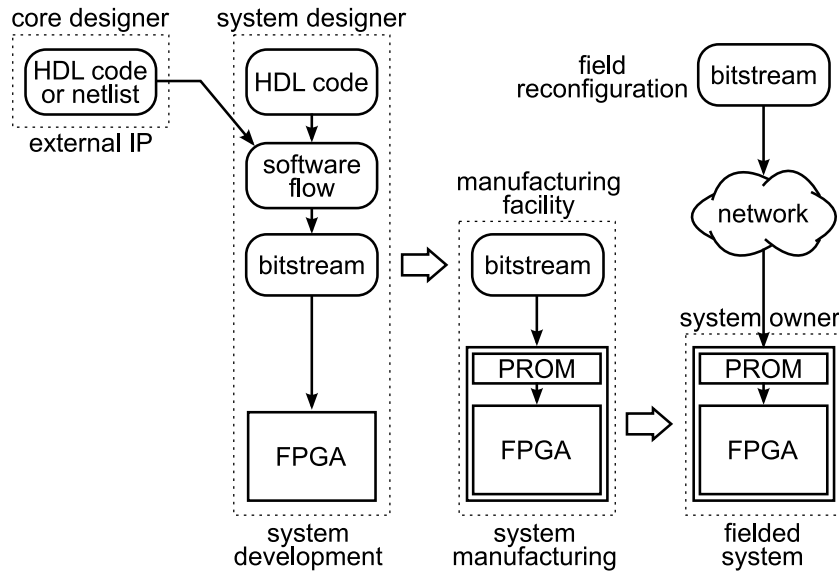 core designer
HDL code
or netlist
external IP
system designer
HDL code
software
flow
bitstream
FPGA
system
development
manufacturing
facility
bitstream
PROM
FPGA
system
manufacturing
field
reconfiguration
bitstream
network
system owner
PROM
FPGA
fielded
system